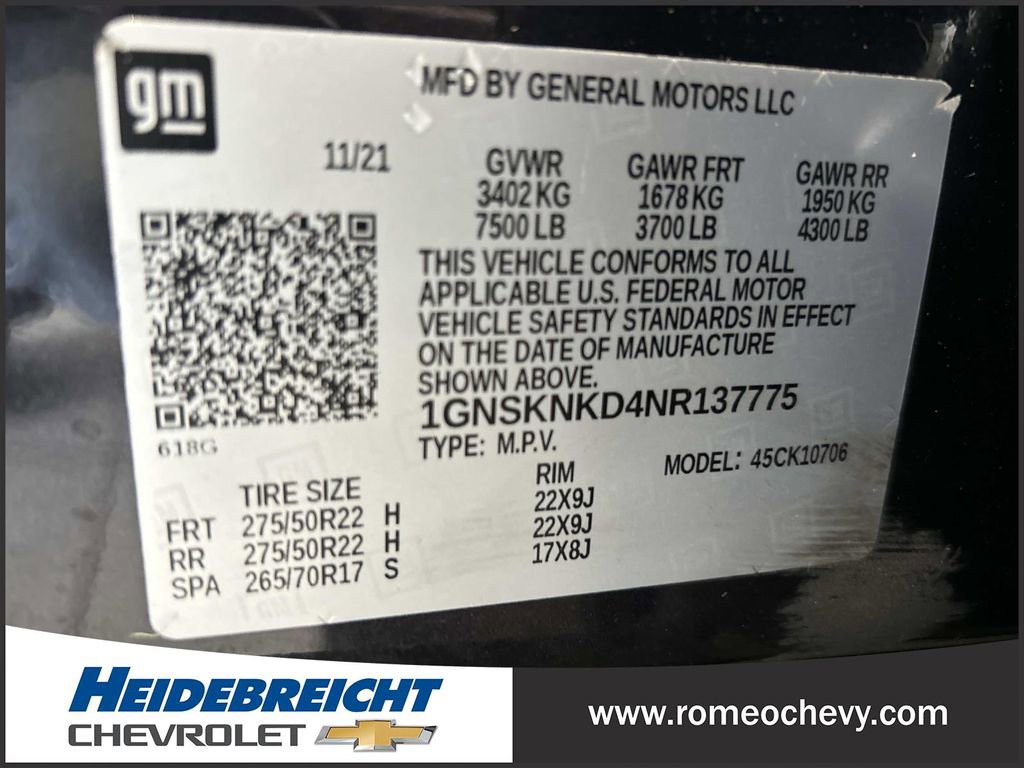 gm
MFD BY GENERAL MOTORS LLC
11/21
GVWR GAWR FRT GAWR RR
3402 KG 1678 KG 1950 KG
7500 LB 3700 LB 4300 LB
THIS VEHICLE CONFORMS TO ALL
APPLICABLE U.S. FEDERAL MOTOR
VEHICLE SAFETY STANDARDS IN EFFECT
ON THE DATE OF MANUFACTURE
SHOWN ABOVE.
1GNSKNKD4NR137775
618G
TYPE: M.P.V.
MODEL: 45CK10706
TIRE SIZE RIM
FRT 275/50R22 H 22X9J
RR 275/50R22 H 22X9J
SPA 265/70R17 S 17X8J
HEIDEBREICHT
CHEVROLET
www.romeochevy.com